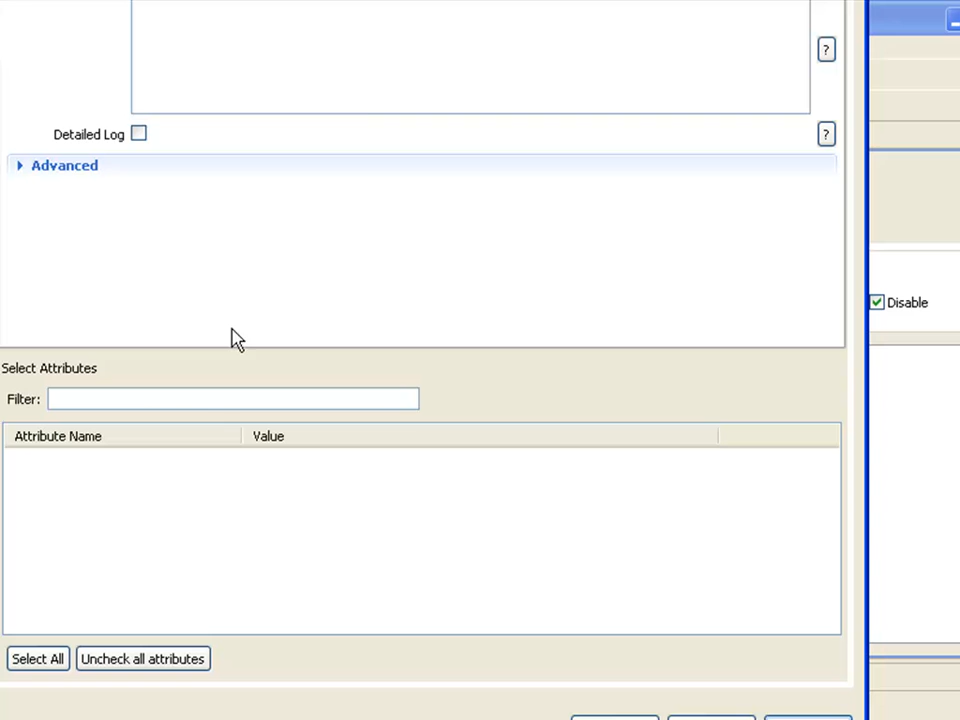 ?
Detailed Log
?
Advanced
Disable
Select Attributes
Filter:
Attribute Name Value
Select All Uncheck all attributes